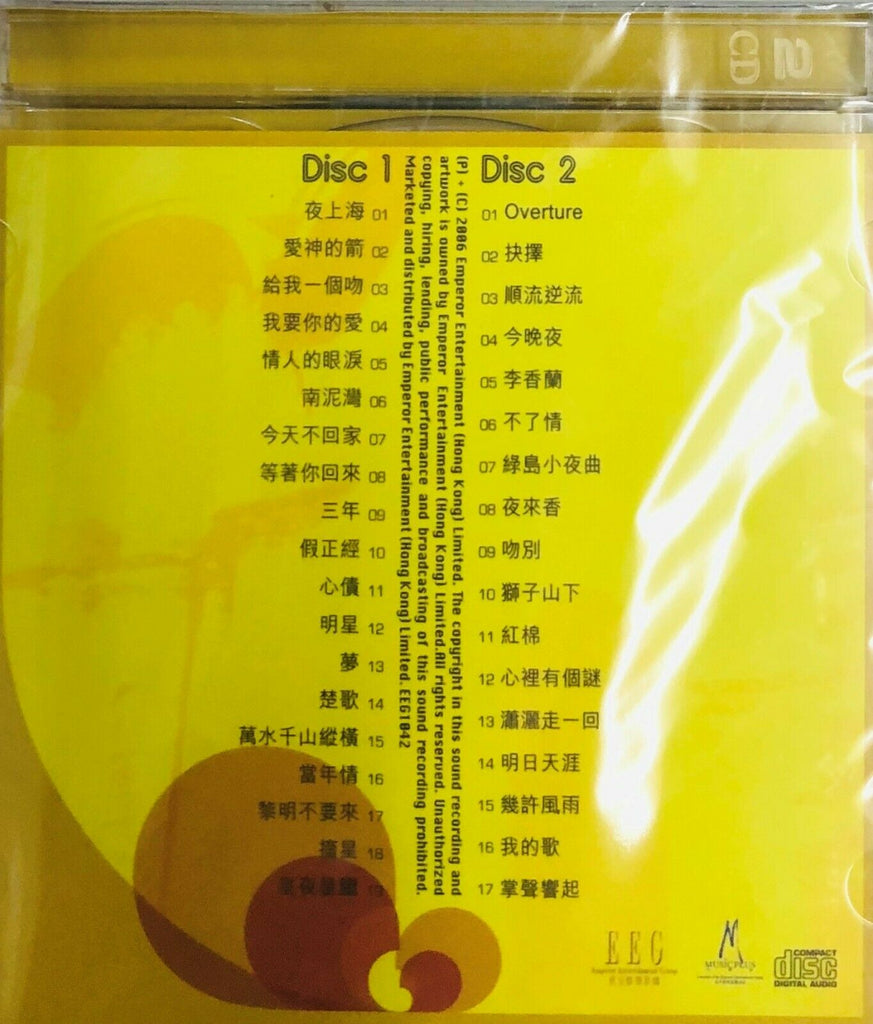 2
CD
Disc 1
夜上海 01
愛神的箭 02
給我一個吻 03
我要你的愛 04
情人的眼淚 05
南泥灣 06
今天不回家 07
等著你回來 08
三年 09
假正經 10
心債 11
明星 12
夢 13
楚歌 14
萬水千山縱橫 15
當年情 16
黎明不要來 17
摘星 18
19
(P) + (C) 2006 Emperor Entertainment (Hong Kong) Limited. The copyright in this sound recording and
artwork is owned by Emperor Entertainment (Hong Kong) Limited.All rights reserved. Unauthorized
copying, hiring, lending, public performance and broadcasting of this sound recording prohibited.
Marketed and distributed by Emperor Entertainment (Hong Kong) Limited. EEG1042
Disc 2
01 Overture
02 抉擇
03 順流逆流
04 今晚夜
05 李香蘭
06 不了情
07 綠島小夜曲
08 夜來香
09 吻別
10 獅子山下
11 紅棉
12 心裡有個謎
13 瀟灑走一回
14 明日天涯
15 幾許風雨
16 我的歌
17 掌聲響起
EEG
Emperor Entertainment Group
M
MUSIC PLUS
COMPACT
disc
DIGITAL AUDIO